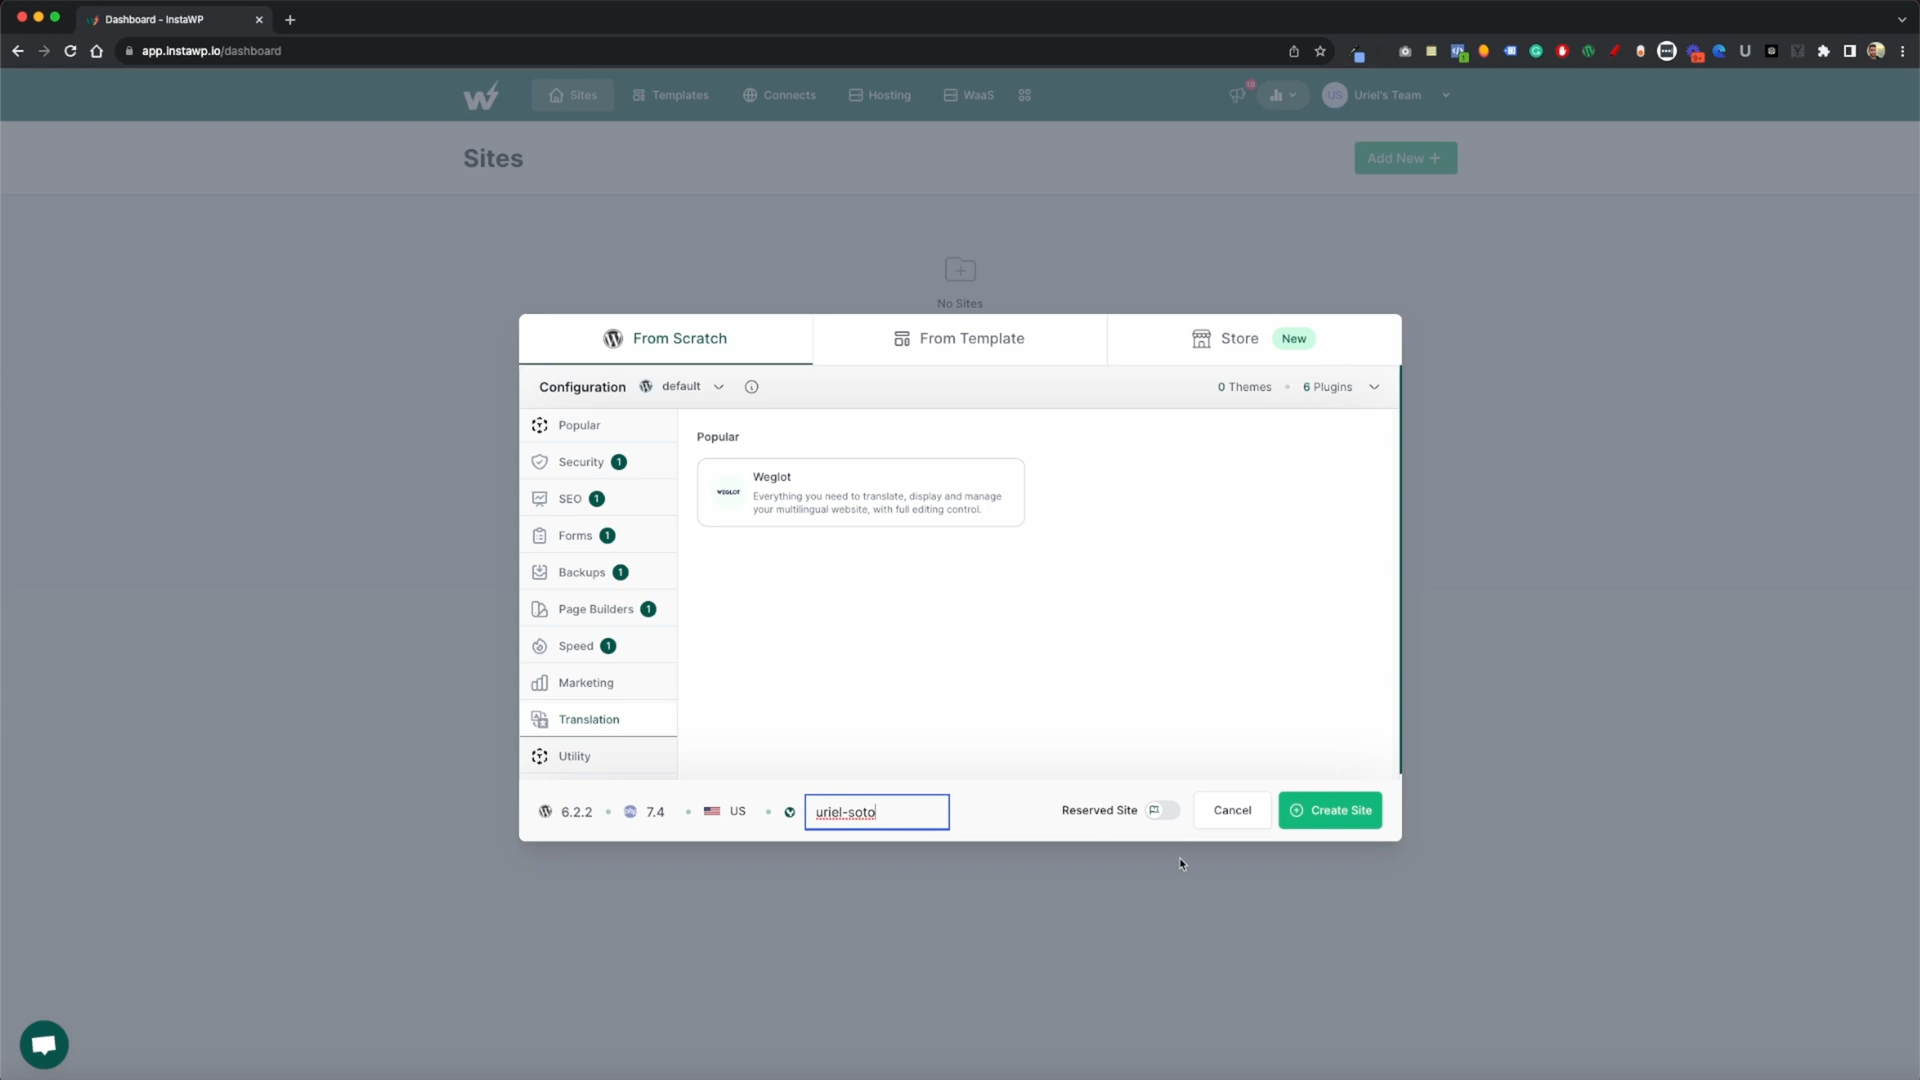 Dashboard - InstaWP
app.instawp.io/dashboard
Sites
Templates
Connects
Hosting
WaaS
10
US
Uriel's Team
Sites
Add New +
No Sites
From Scratch
From Template
Store
New
Configuration
default
0 Themes
6 Plugins
Popular
Security 1
SEO 1
Forms 1
Backups 1
Page Builders 1
Speed 1
Marketing
Translation
Utility
Popular
WEGLOT
Weglot
Everything you need to translate, display and manage
your multilingual website, with full editing control.
6.2.2
7.4
US
uriel-soto
Reserved Site
Cancel
Create Site